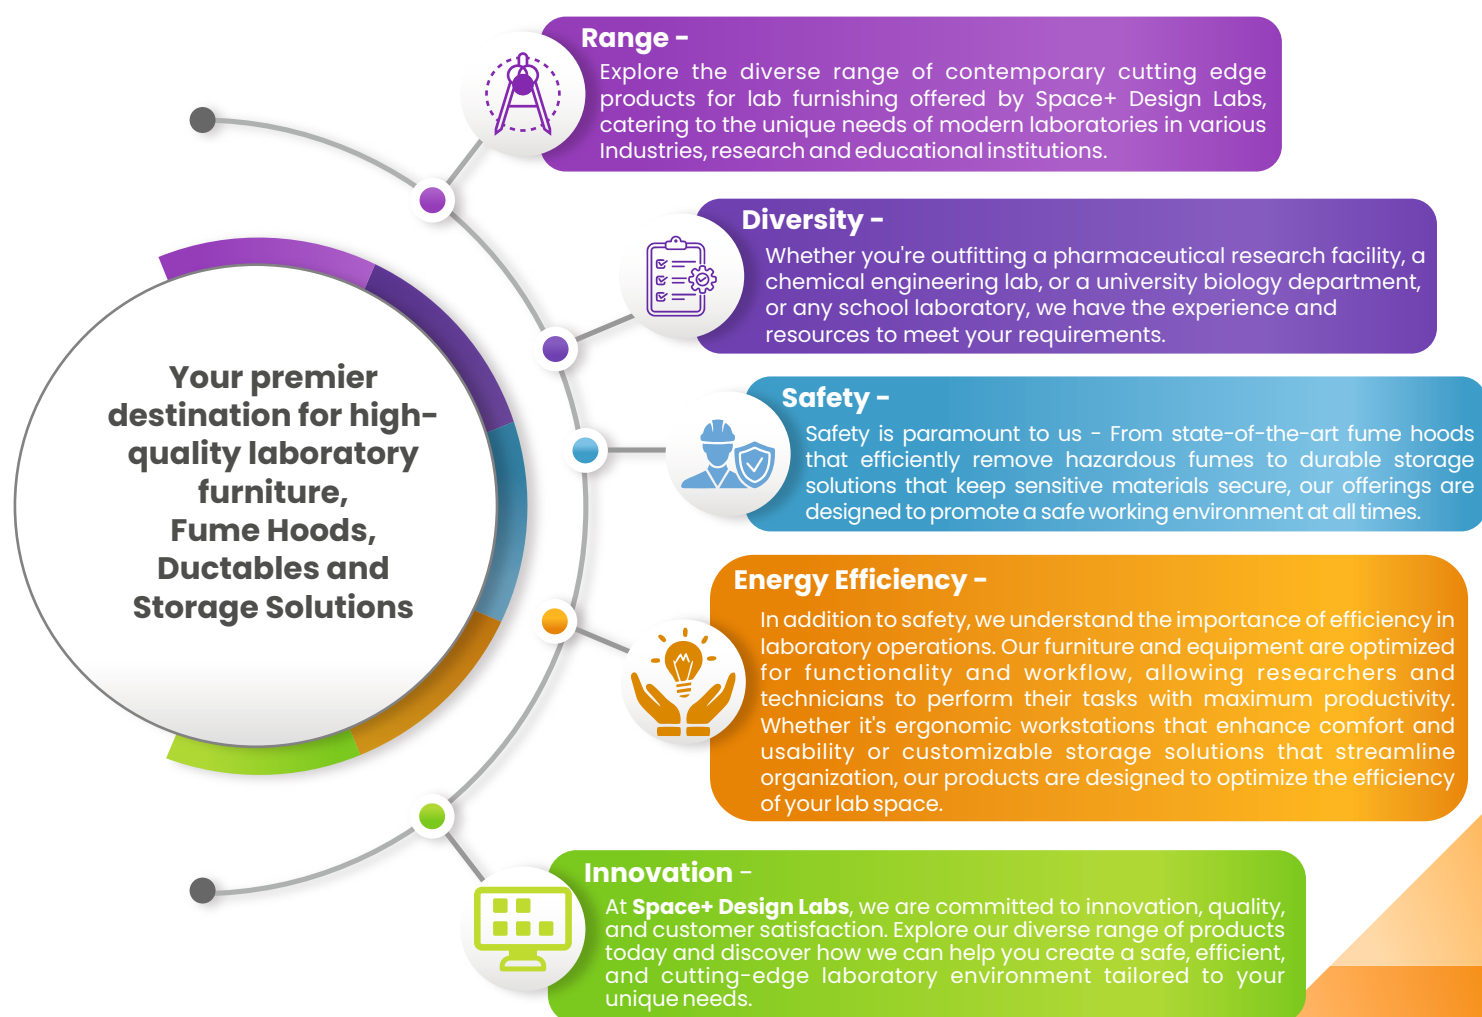 Range -
Explore the diverse range of contemporary cutting edge
products for lab furnishing offered by Space+ Design Labs,
catering to the unique needs of modern laboratories in various
Industries, research and educational institutions.
Diversity -
Whether you're outfitting a pharmaceutical research facility, a
chemical engineering lab, or a university biology department,
or any school laboratory, we have the experience and
resources to meet your requirements.
Your premier
destination for high-
quality laboratory
furniture,
Fume Hoods,
Ductables and
Storage Solutions
Safety -
Safety is paramount to us - From state-of-the-art fume hoods
that efficiently remove hazardous fumes to durable storage
solutions that keep sensitive materials secure, our offerings are
designed to promote a safe working environment at all times.
Energy Efficiency -
In addition to safety, we understand the importance of efficiency in
laboratory operations. Our furniture and equipment are optimized
for functionality and workflow, allowing researchers and
technicians to perform their tasks with maximum productivity.
Whether it's ergonomic workstations that enhance comfort and
usability or customizable storage solutions that streamline
organization, our products are designed to optimize the efficiency
of your lab space.
Innovation -
At Space+ Design Labs, we are committed to innovation, quality,
and customer satisfaction. Explore our diverse range of products
today and discover how we can help you create a safe, efficient,
and cutting-edge laboratory environment tailored to your
unique needs.